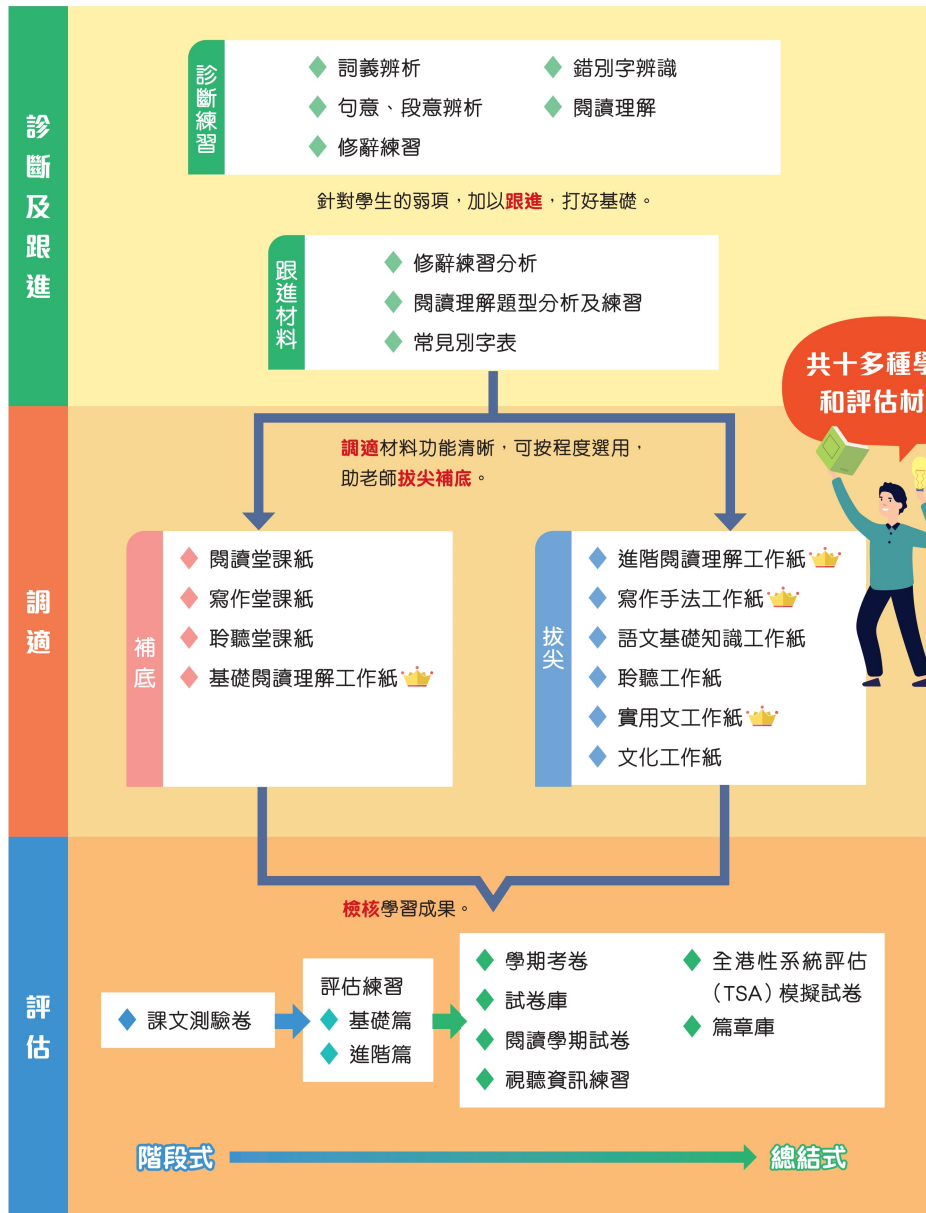 診斷及跟進
診斷練習
詞義辨析
句意、段意辨析
修辭練習
錯別字辨識
閱讀理解
針對學生的弱項，加以跟進，打好基礎。
跟進材料
修辭練習分析
閱讀理解題型分析及練習
常見別字表
共十多種學
和評估材
調適
調適材料功能清晰，可按程度選用，
助老師拔尖補底。
補底
閱讀堂課紙
寫作堂課紙
聆聽堂課紙
基礎閱讀理解工作紙
拔尖
進階閱讀理解工作紙
寫作手法工作紙
語文基礎知識工作紙
聆聽工作紙
實用文工作紙
文化工作紙
評估
檢核學習成果。
課文測驗卷
評估練習
基礎篇
進階篇
學期考卷
試卷庫
閱讀學期試卷
視聽資訊練習
全港性系統評估
（TSA）模擬試卷
篇章庫
階段式
總結式